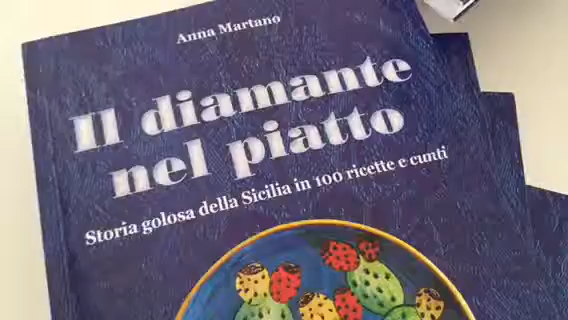 Anna Martano
Il diamante
nel piatto
Storia golosa della Sicilia in 100 ricette e cunti